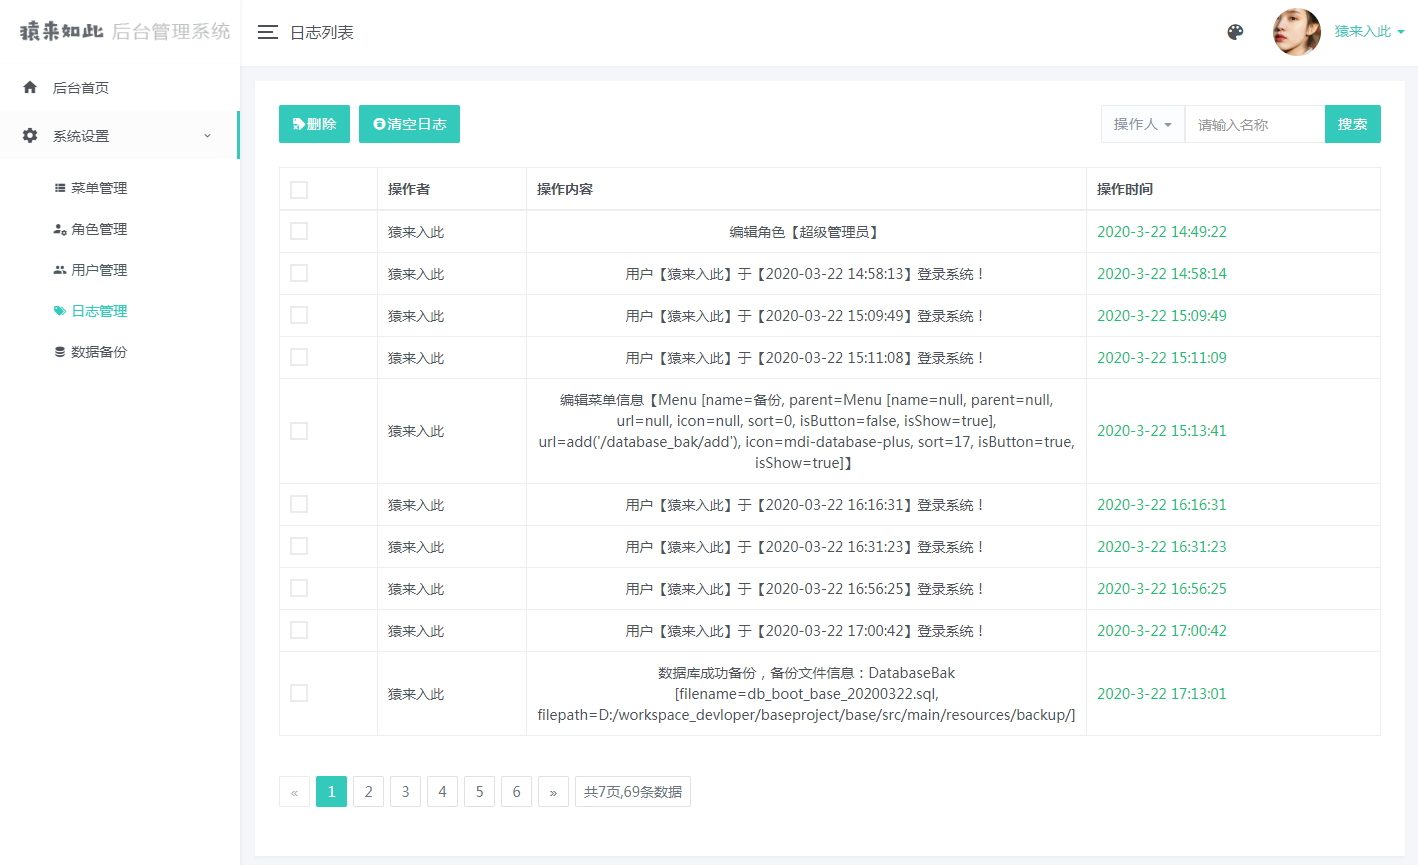 猿来如此 后台管理系统
日志列表
猿来入此
后台首页
系统设置
菜单管理
角色管理
用户管理
日志管理
数据备份
删除 清空日志 操作人 请输入名称 搜索
操作者 操作内容 操作时间
猿来入此 编辑角色【超级管理员】 2020-3-22 14:49:22
猿来入此 用户【猿来入此】于【2020-03-22 14:58:13】登录系统！ 2020-3-22 14:58:14
猿来入此 用户【猿来入此】于【2020-03-22 15:09:49】登录系统！ 2020-3-22 15:09:49
猿来入此 用户【猿来入此】于【2020-03-22 15:11:08】登录系统！ 2020-3-22 15:11:09
编辑菜单信息【Menu [name=备份, parent=Menu [name=null, parent=null,
url=null, icon=null, sort=0, isButton=false, isShow=true],
猿来入此 url=add('/database_bak/add'), icon=mdi-database-plus, sort=17, isButton=true, 2020-3-22 15:13:41
isShow=true]】
猿来入此 用户【猿来入此】于【2020-03-22 16:16:31】登录系统！ 2020-3-22 16:16:31
猿来入此 用户【猿来入此】于【2020-03-22 16:31:23】登录系统！ 2020-3-22 16:31:23
猿来入此 用户【猿来入此】于【2020-03-22 16:56:25】登录系统！ 2020-3-22 16:56:25
猿来入此 用户【猿来入此】于【2020-03-22 17:00:42】登录系统！ 2020-3-22 17:00:42
数据库成功备份，备份文件信息：DatabaseBak
猿来入此 [filename=db_boot_base_20200322.sql, 2020-3-22 17:13:01
filepath=D:/workspace_devloper/baseproject/base/src/main/resources/backup/]
« 1 2 3 4 5 6 » 共7页,69条数据